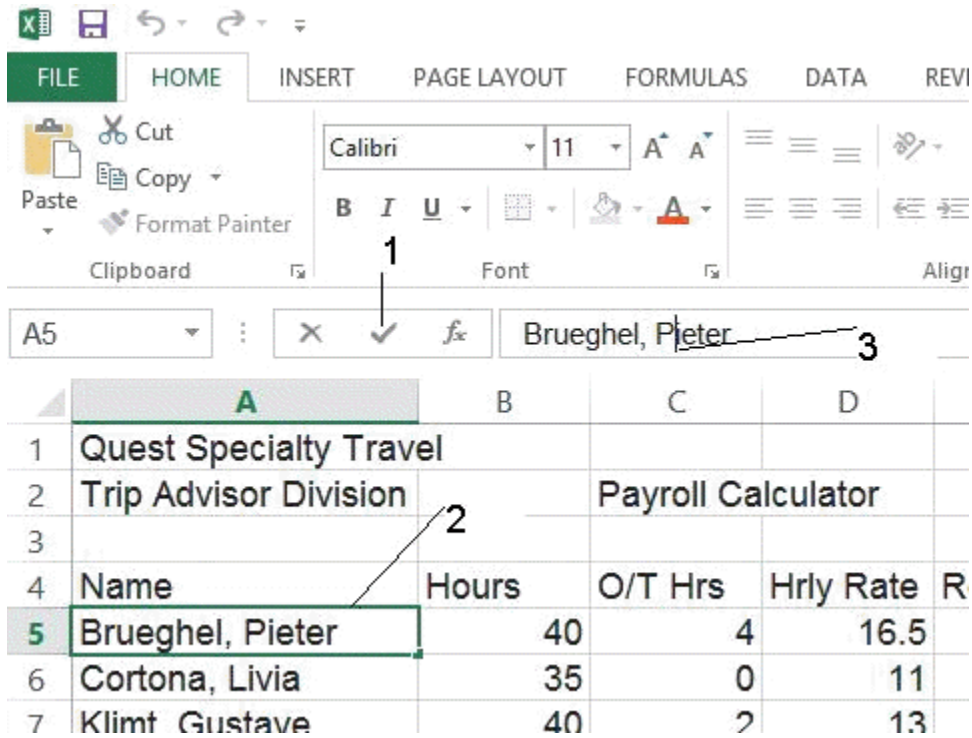 FILE HOME INSERT PAGE LAYOUT FORMULAS DATA REVI
Cut
Copy
Paste
Format Painter
Clipboard
Calibri 11 A A
B I U A
Font
Align
1
A5 fx Brueghel, Pieter
3
A B C D
1 Quest Specialty Travel
2 Trip Advisor Division Payroll Calculator
2
3
4 Name Hours O/T Hrs Hrly Rate R
5 Brueghel, Pieter 40 4 16.5
6 Cortona, Livia 35 0 11
7 Klimt, Gustave 40 2 13